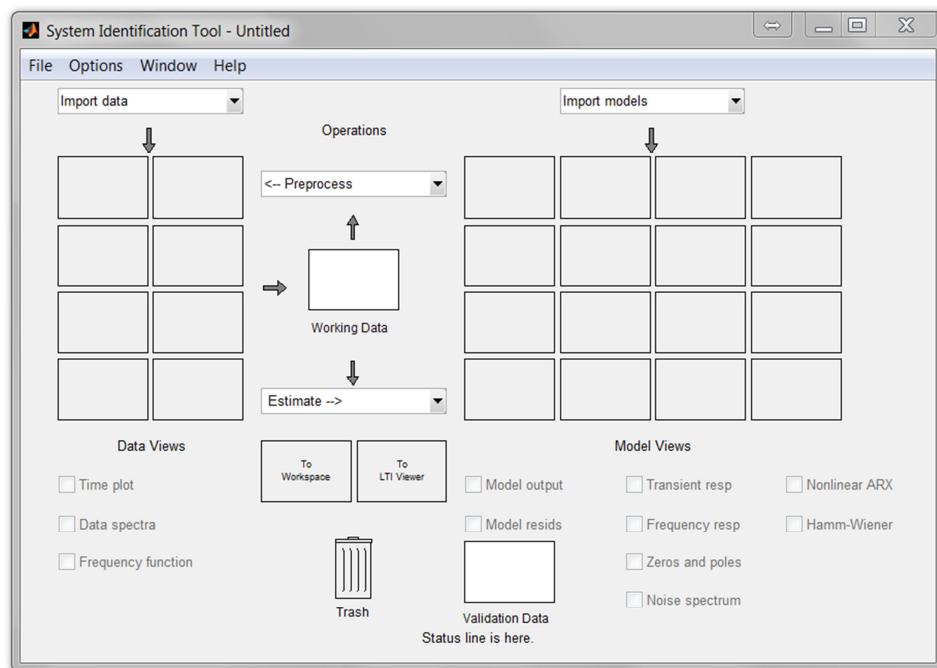 System Identification Tool - Untitled
File Options Window Help
Import data
Import models
Operations
<-- Preprocess
Working Data
Estimate -->
Data Views
Model Views
To
Workspace
To
LTI Viewer
Time plot
Data spectra
Frequency function
Model output
Model resids
Transient resp
Frequency resp
Zeros and poles
Noise spectrum
Nonlinear ARX
Hamm-Wiener
Trash
Validation Data
Status line is here.